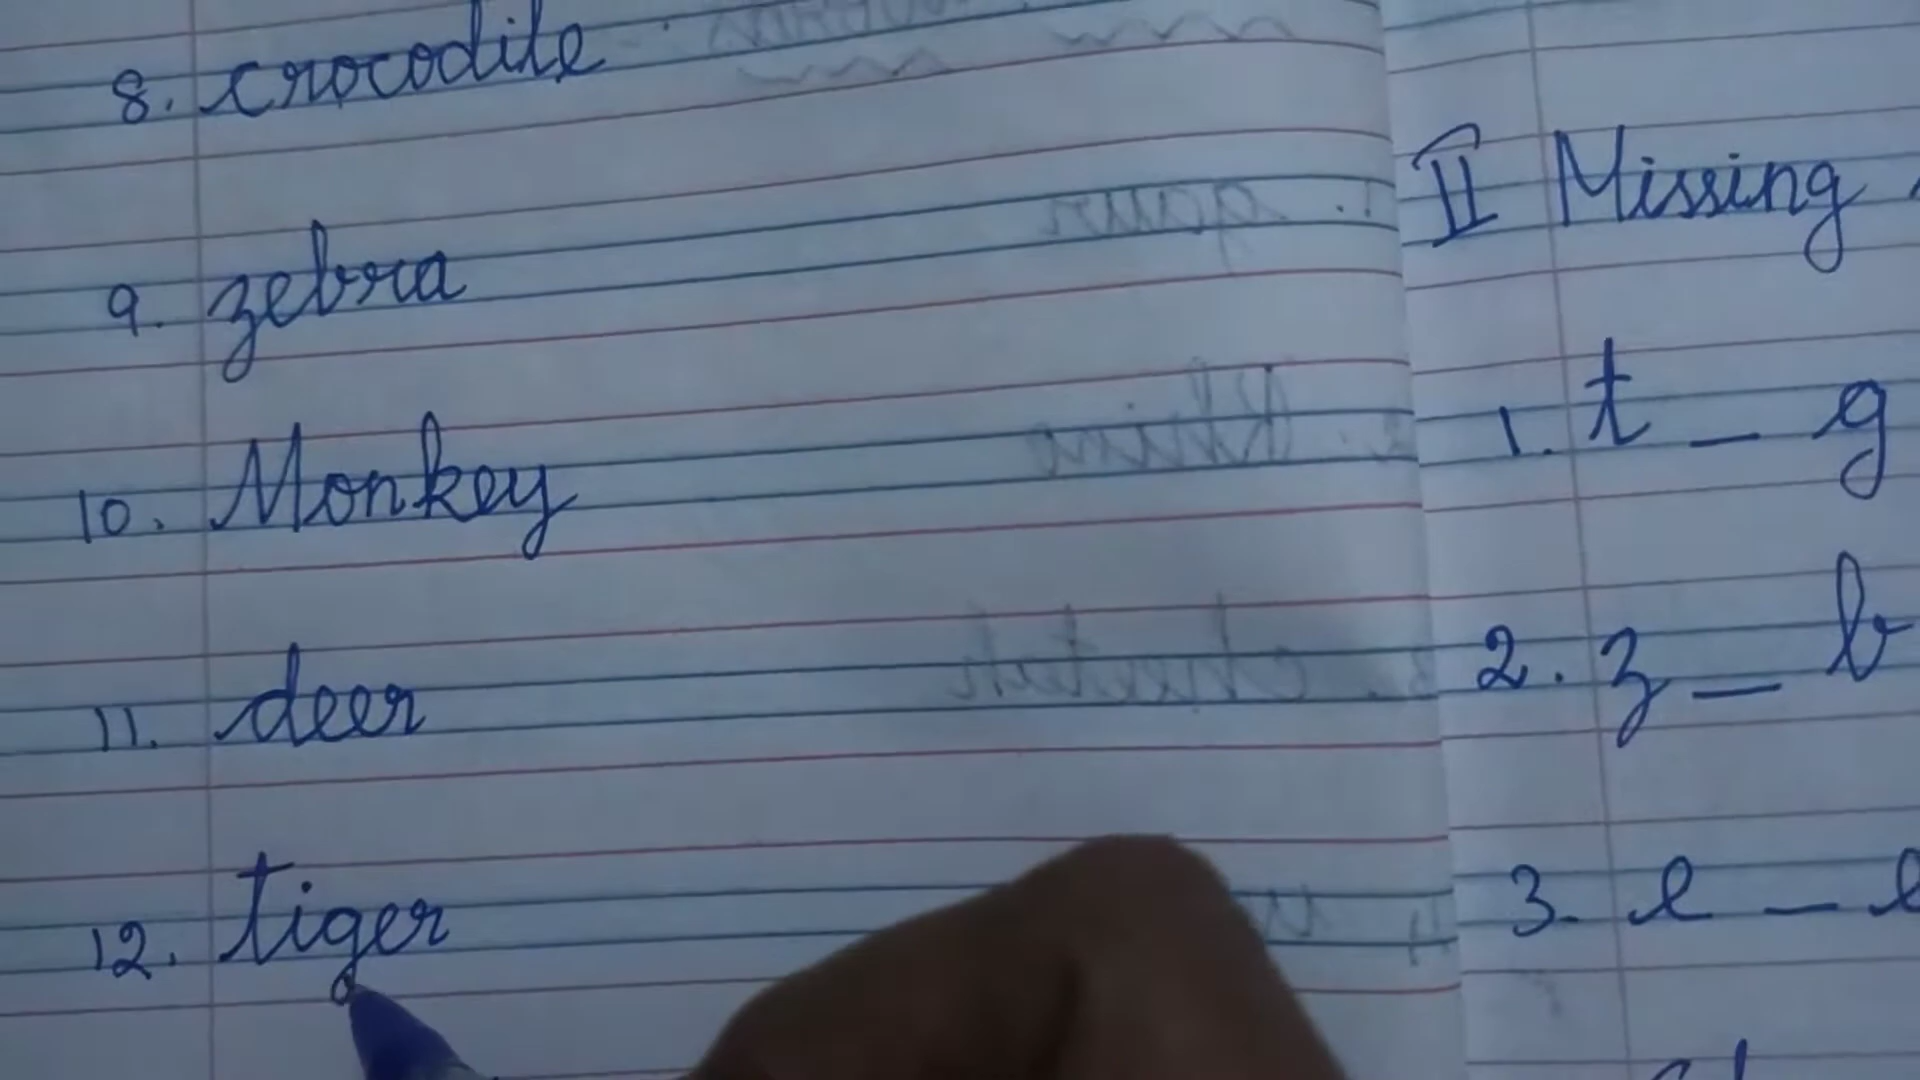 8. crocodile
9. zebra
10. Monkey
11. deer
12. tiger
II Missing
1. t _ g
2. z _ b
3. e _ e